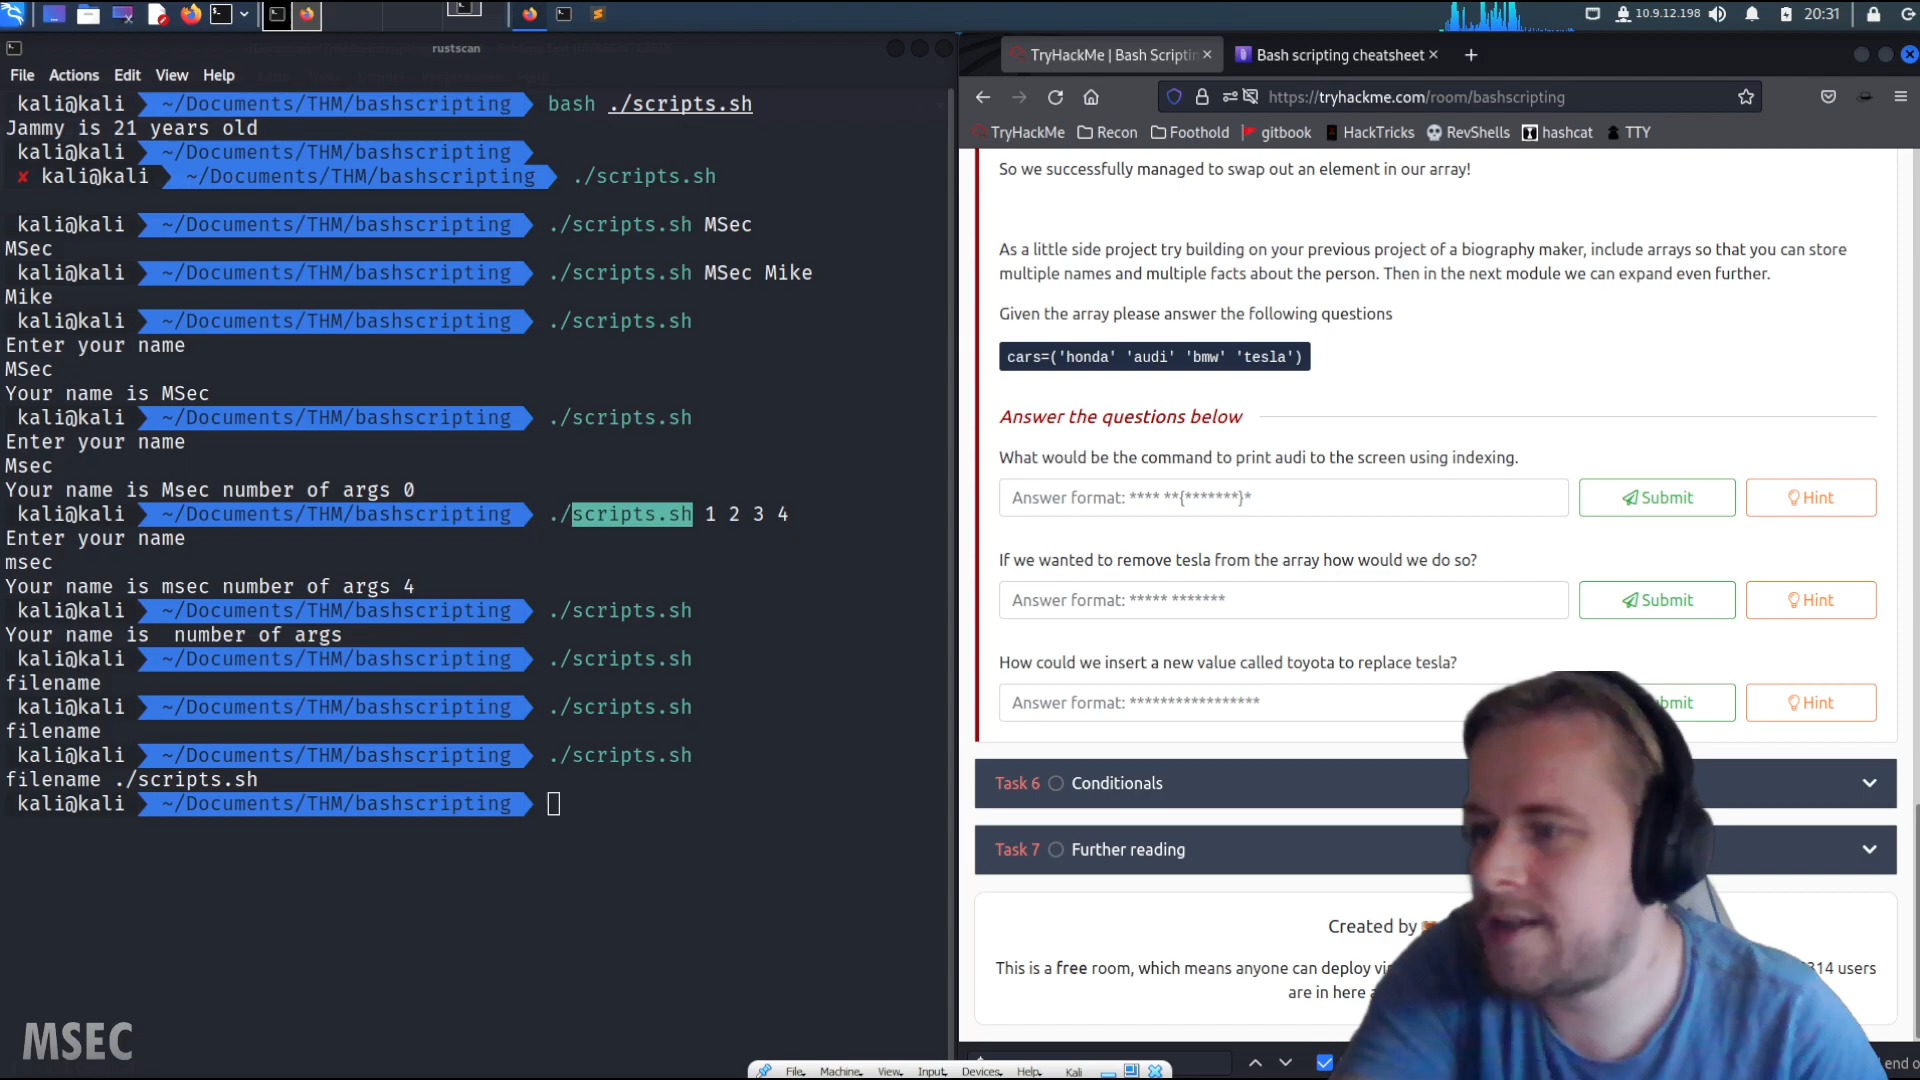 10.9.12.198
20:31
rustscan
File Actions Edit View Help
kali@kali ~/Documents/THM/bashscripting bash ./scripts.sh
Jammy is 21 years old
kali@kali ~/Documents/THM/bashscripting
✘ kali@kali ~/Documents/THM/bashscripting ./scripts.sh
kali@kali ~/Documents/THM/bashscripting ./scripts.sh MSec
MSec
kali@kali ~/Documents/THM/bashscripting ./scripts.sh MSec Mike
Mike
kali@kali ~/Documents/THM/bashscripting ./scripts.sh
Enter your name
MSec
Your name is MSec
kali@kali ~/Documents/THM/bashscripting ./scripts.sh
Enter your name
Msec
Your name is Msec number of args 0
kali@kali ~/Documents/THM/bashscripting ./scripts.sh 1 2 3 4
Enter your name
msec
Your name is msec number of args 4
kali@kali ~/Documents/THM/bashscripting ./scripts.sh
Your name is  number of args
kali@kali ~/Documents/THM/bashscripting ./scripts.sh
filename
kali@kali ~/Documents/THM/bashscripting ./scripts.sh
filename
kali@kali ~/Documents/THM/bashscripting ./scripts.sh
filename ./scripts.sh
kali@kali ~/Documents/THM/bashscripting
MSEC
TryHackMe | Bash Scriptin
Bash scripting cheatsheet
https://tryhackme.com/room/bashscripting
TryHackMe Recon Foothold gitbook HackTricks RevShells hashcat TTY
So we successfully managed to swap out an element in our array!
As a little side project try building on your previous project of a biography maker, include arrays so that you can store
multiple names and multiple facts about the person. Then in the next module we can expand even further.
Given the array please answer the following questions
cars=('honda' 'audi' 'bmw' 'tesla')
Answer the questions below
What would be the command to print audi to the screen using indexing.
Answer format: **** **{*******}*
Submit
Hint
If we wanted to remove tesla from the array how would we do so?
Answer format: ***** *******
Submit
Hint
How could we insert a new value called toyota to replace tesla?
Answer format: *****************
Hint
Task 6 Conditionals
Task 7 Further reading
Created by
This is a free room, which means anyone can deploy
314 users
are in here
File Machine View Input Devices Help Kali